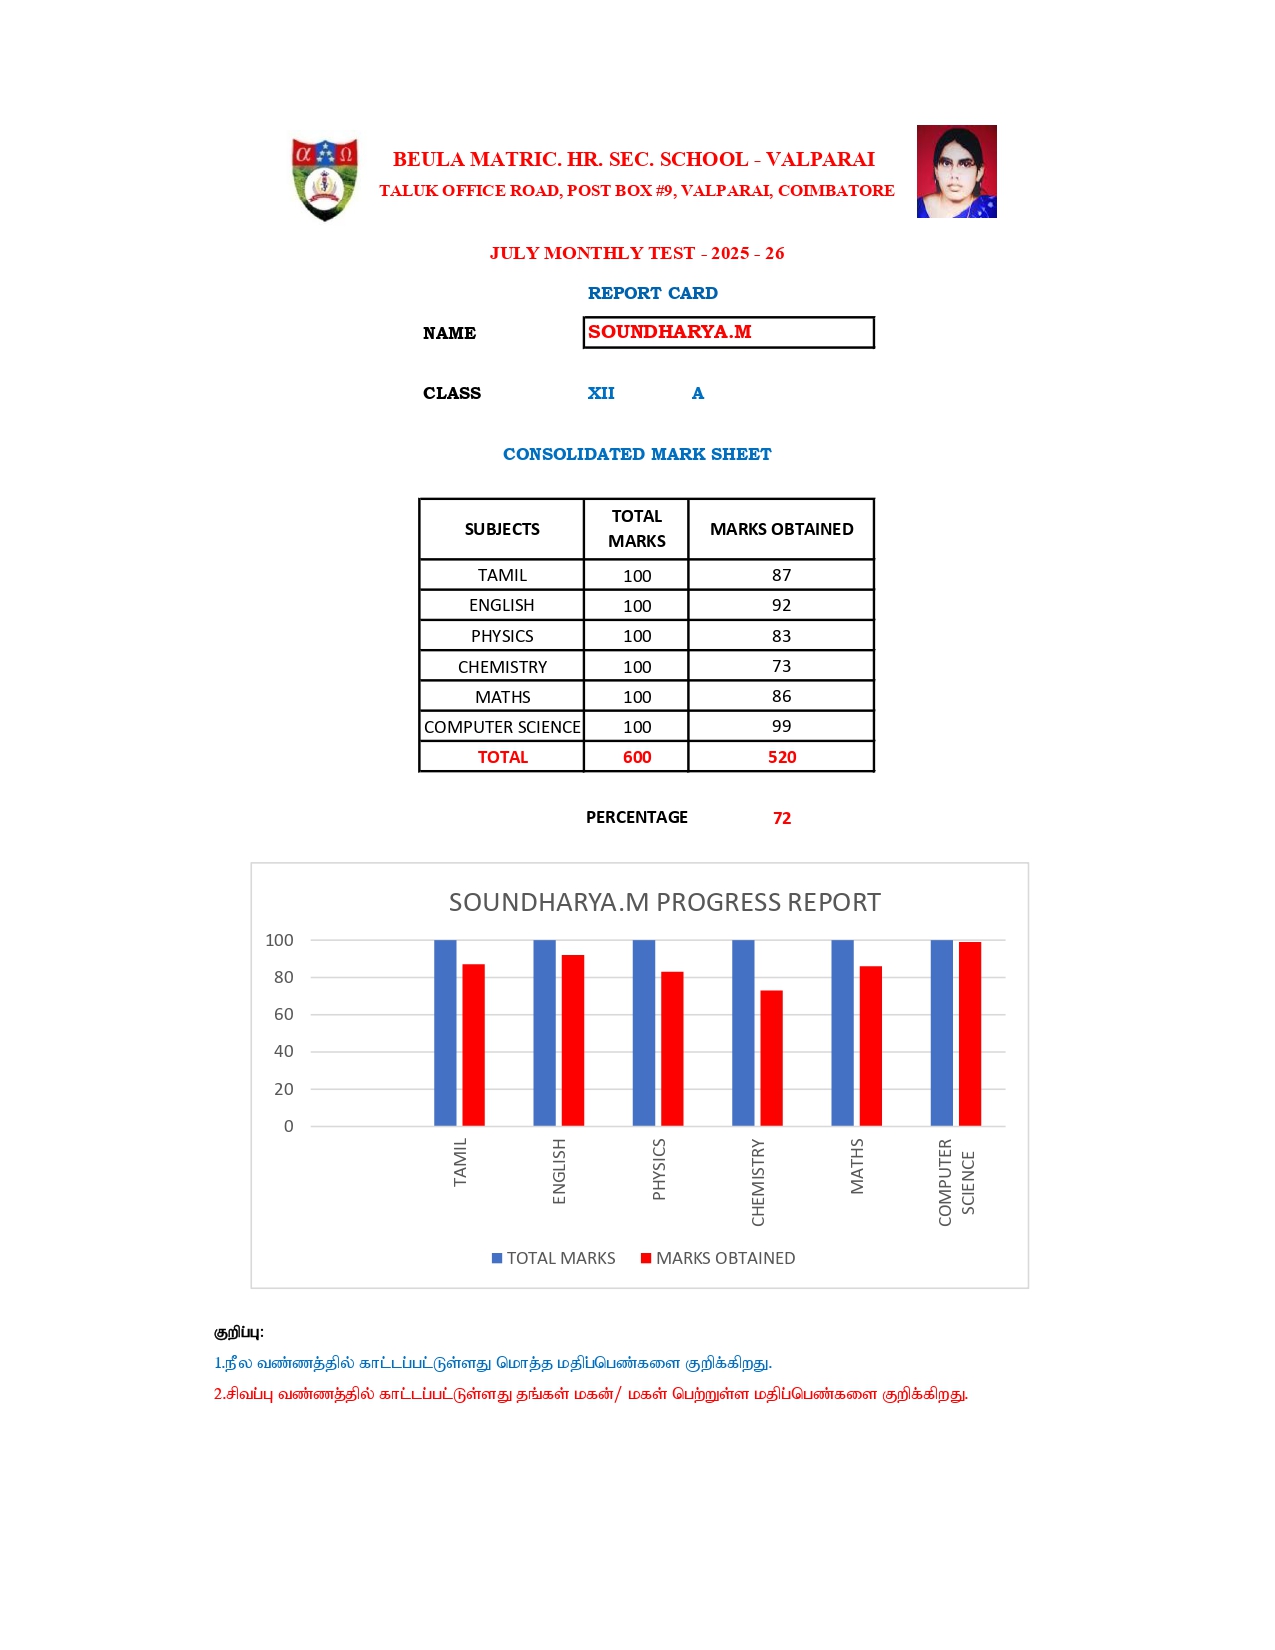 α Ω
BEULA MATRIC. HR. SEC. SCHOOL - VALPARAI
TALUK OFFICE ROAD, POST BOX #9, VALPARAI, COIMBATORE
JULY MONTHLY TEST - 2025 - 26
REPORT CARD
NAME SOUNDHARYA.M
CLASS XII A
CONSOLIDATED MARK SHEET
SUBJECTS TOTAL MARKS MARKS OBTAINED
TAMIL 100 87
ENGLISH 100 92
PHYSICS 100 83
CHEMISTRY 100 73
MATHS 100 86
COMPUTER SCIENCE 100 99
TOTAL 600 520
PERCENTAGE 72
SOUNDHARYA.M PROGRESS REPORT
100
80
60
40
20
0
TAMIL ENGLISH PHYSICS CHEMISTRY MATHS COMPUTER SCIENCE
TOTAL MARKS MARKS OBTAINED
குறிப்பு:
1.நீல வண்ணத்தில் காட்டப்பட்டுள்ளது மொத்த மதிப்பெண்களை குறிக்கிறது.
2.சிவப்பு வண்ணத்தில் காட்டப்பட்டுள்ளது தங்கள் மகன்/ மகள் பெற்றுள்ள மதிப்பெண்களை குறிக்கிறது.